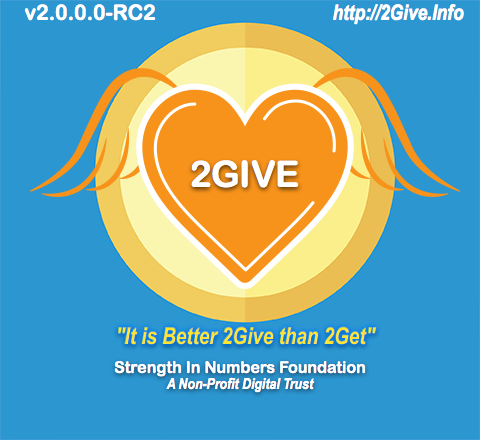 v2.0.0.0-RC2
http://2Give.Info
2GIVE
"It is Better 2Give than 2Get"
Strength In Numbers Foundation
A Non-Profit Digital Trust